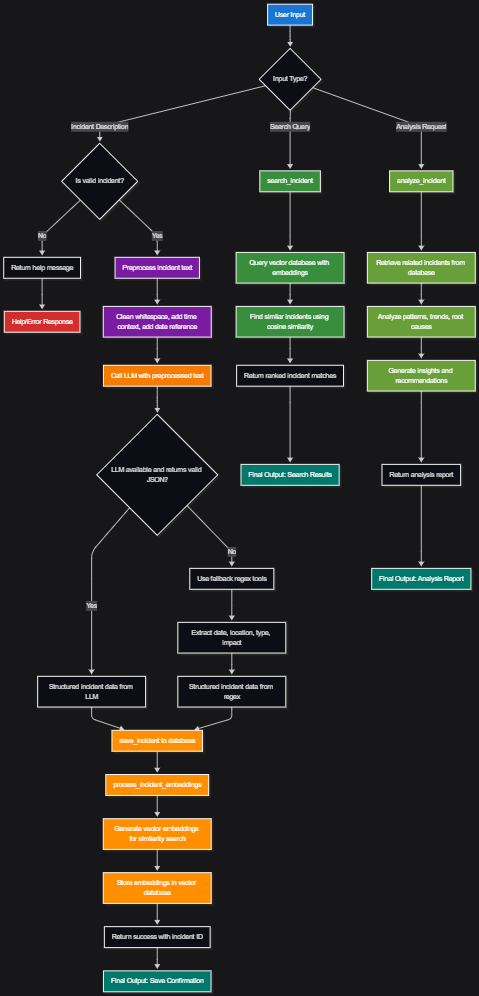 User Input
Input Type?
Incident Description
Search Query
Analysis Request
Is valid incident?
search_incident
analyze_incident
No
Yes
Return help message
Preprocess incident text
Query vector database with
embeddings
Retrieve related incidents from
database
Help/Error Response
Clean whitespace, add time
context, add date reference
Find similar incidents using
cosine similarity
Analyze patterns, trends, root
causes
Call LLM with preprocessed text
Return ranked incident matches
Generate insights and
recommendations
LLM available and returns valid
JSON?
Final Output: Search Results
Return analysis report
No
Use fallback regex tools
Final Output: Analysis Report
Yes
Extract date, location, type,
impact
Structured incident data from
LLM
Structured incident data from
regex
save_incident to database
process_incident_embeddings
Generate vector embeddings
for similarity search
Store embeddings in vector
database
Return success with incident ID
Final Output: Save Confirmation